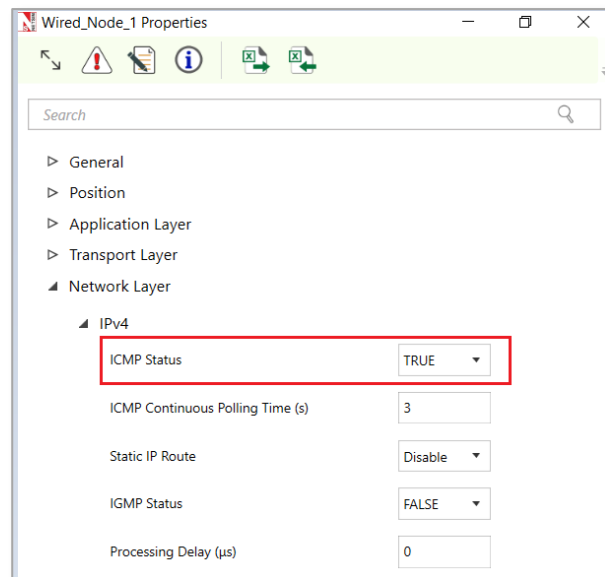 Wired_Node_1 Properties
Search
General
Position
Application Layer
Transport Layer
Network Layer
IPv4
ICMP Status TRUE
ICMP Continuous Polling Time (s) 3
Static IP Route Disable
IGMP Status FALSE
Processing Delay (µs) 0